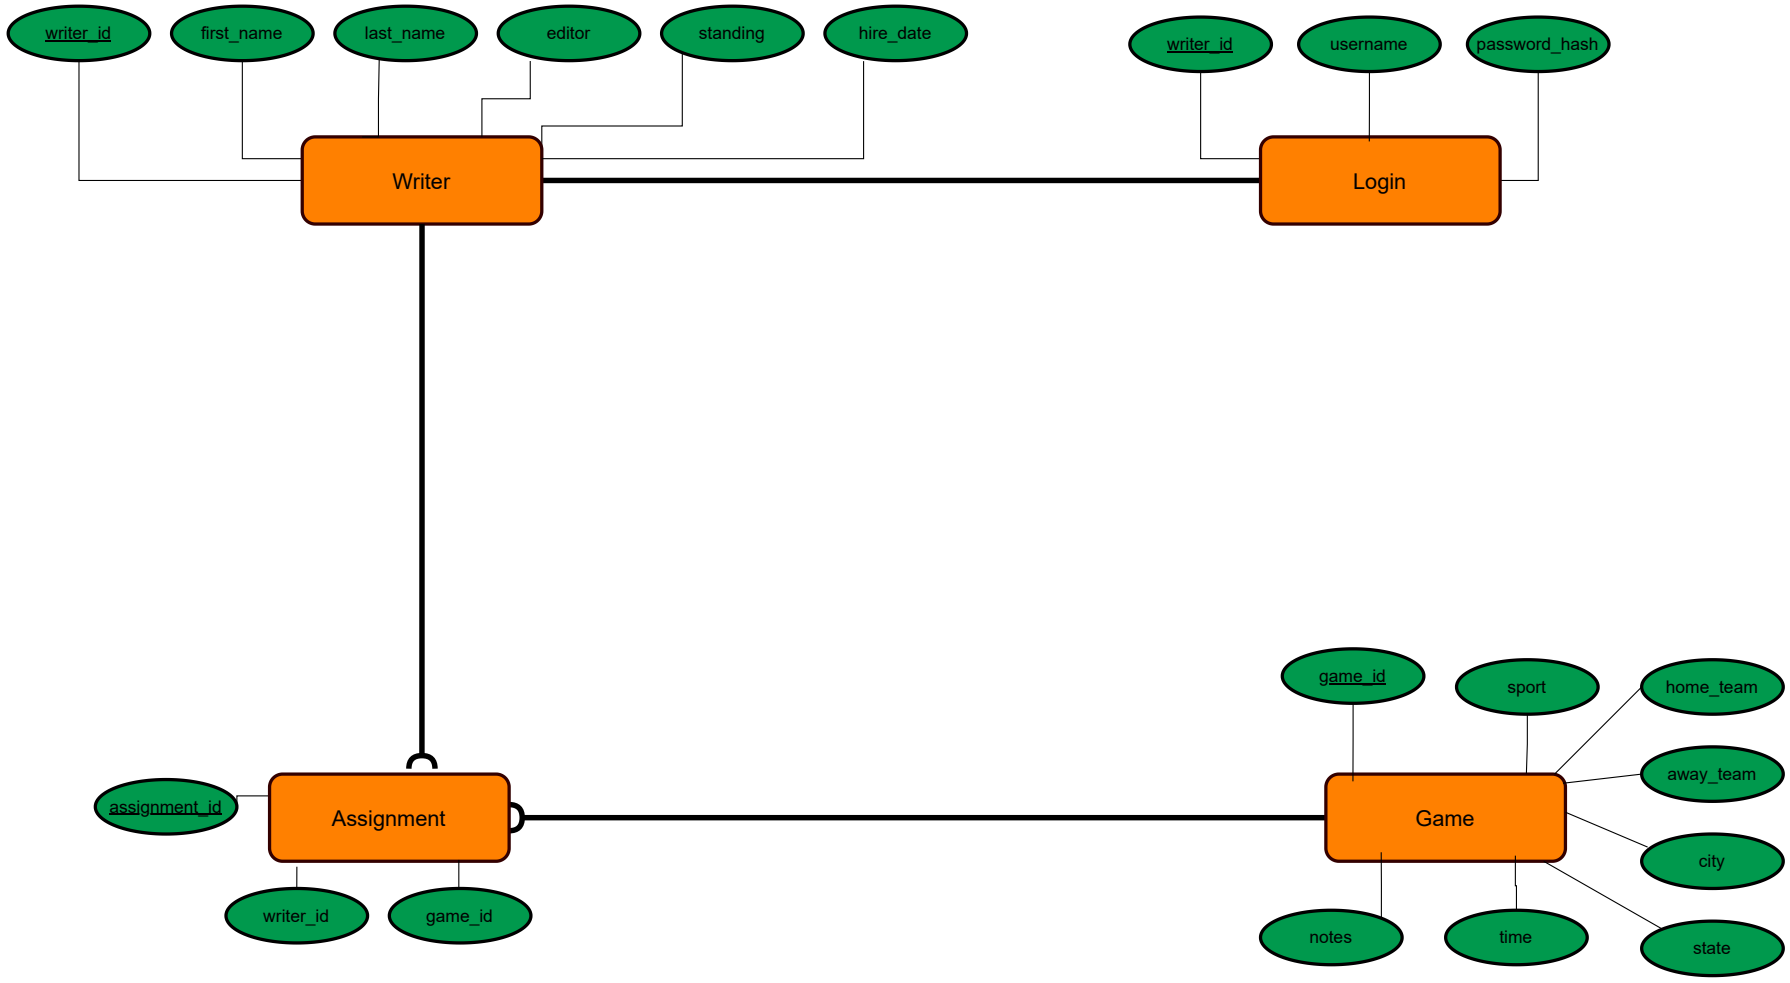 writer_id
first_name
last_name
editor
standing
hire_date
writer_id
username
password_hash
Writer
Login
game_id
sport
home_team
away_team
assignment_id
Assignment
Game
city
writer_id
game_id
notes
time
state